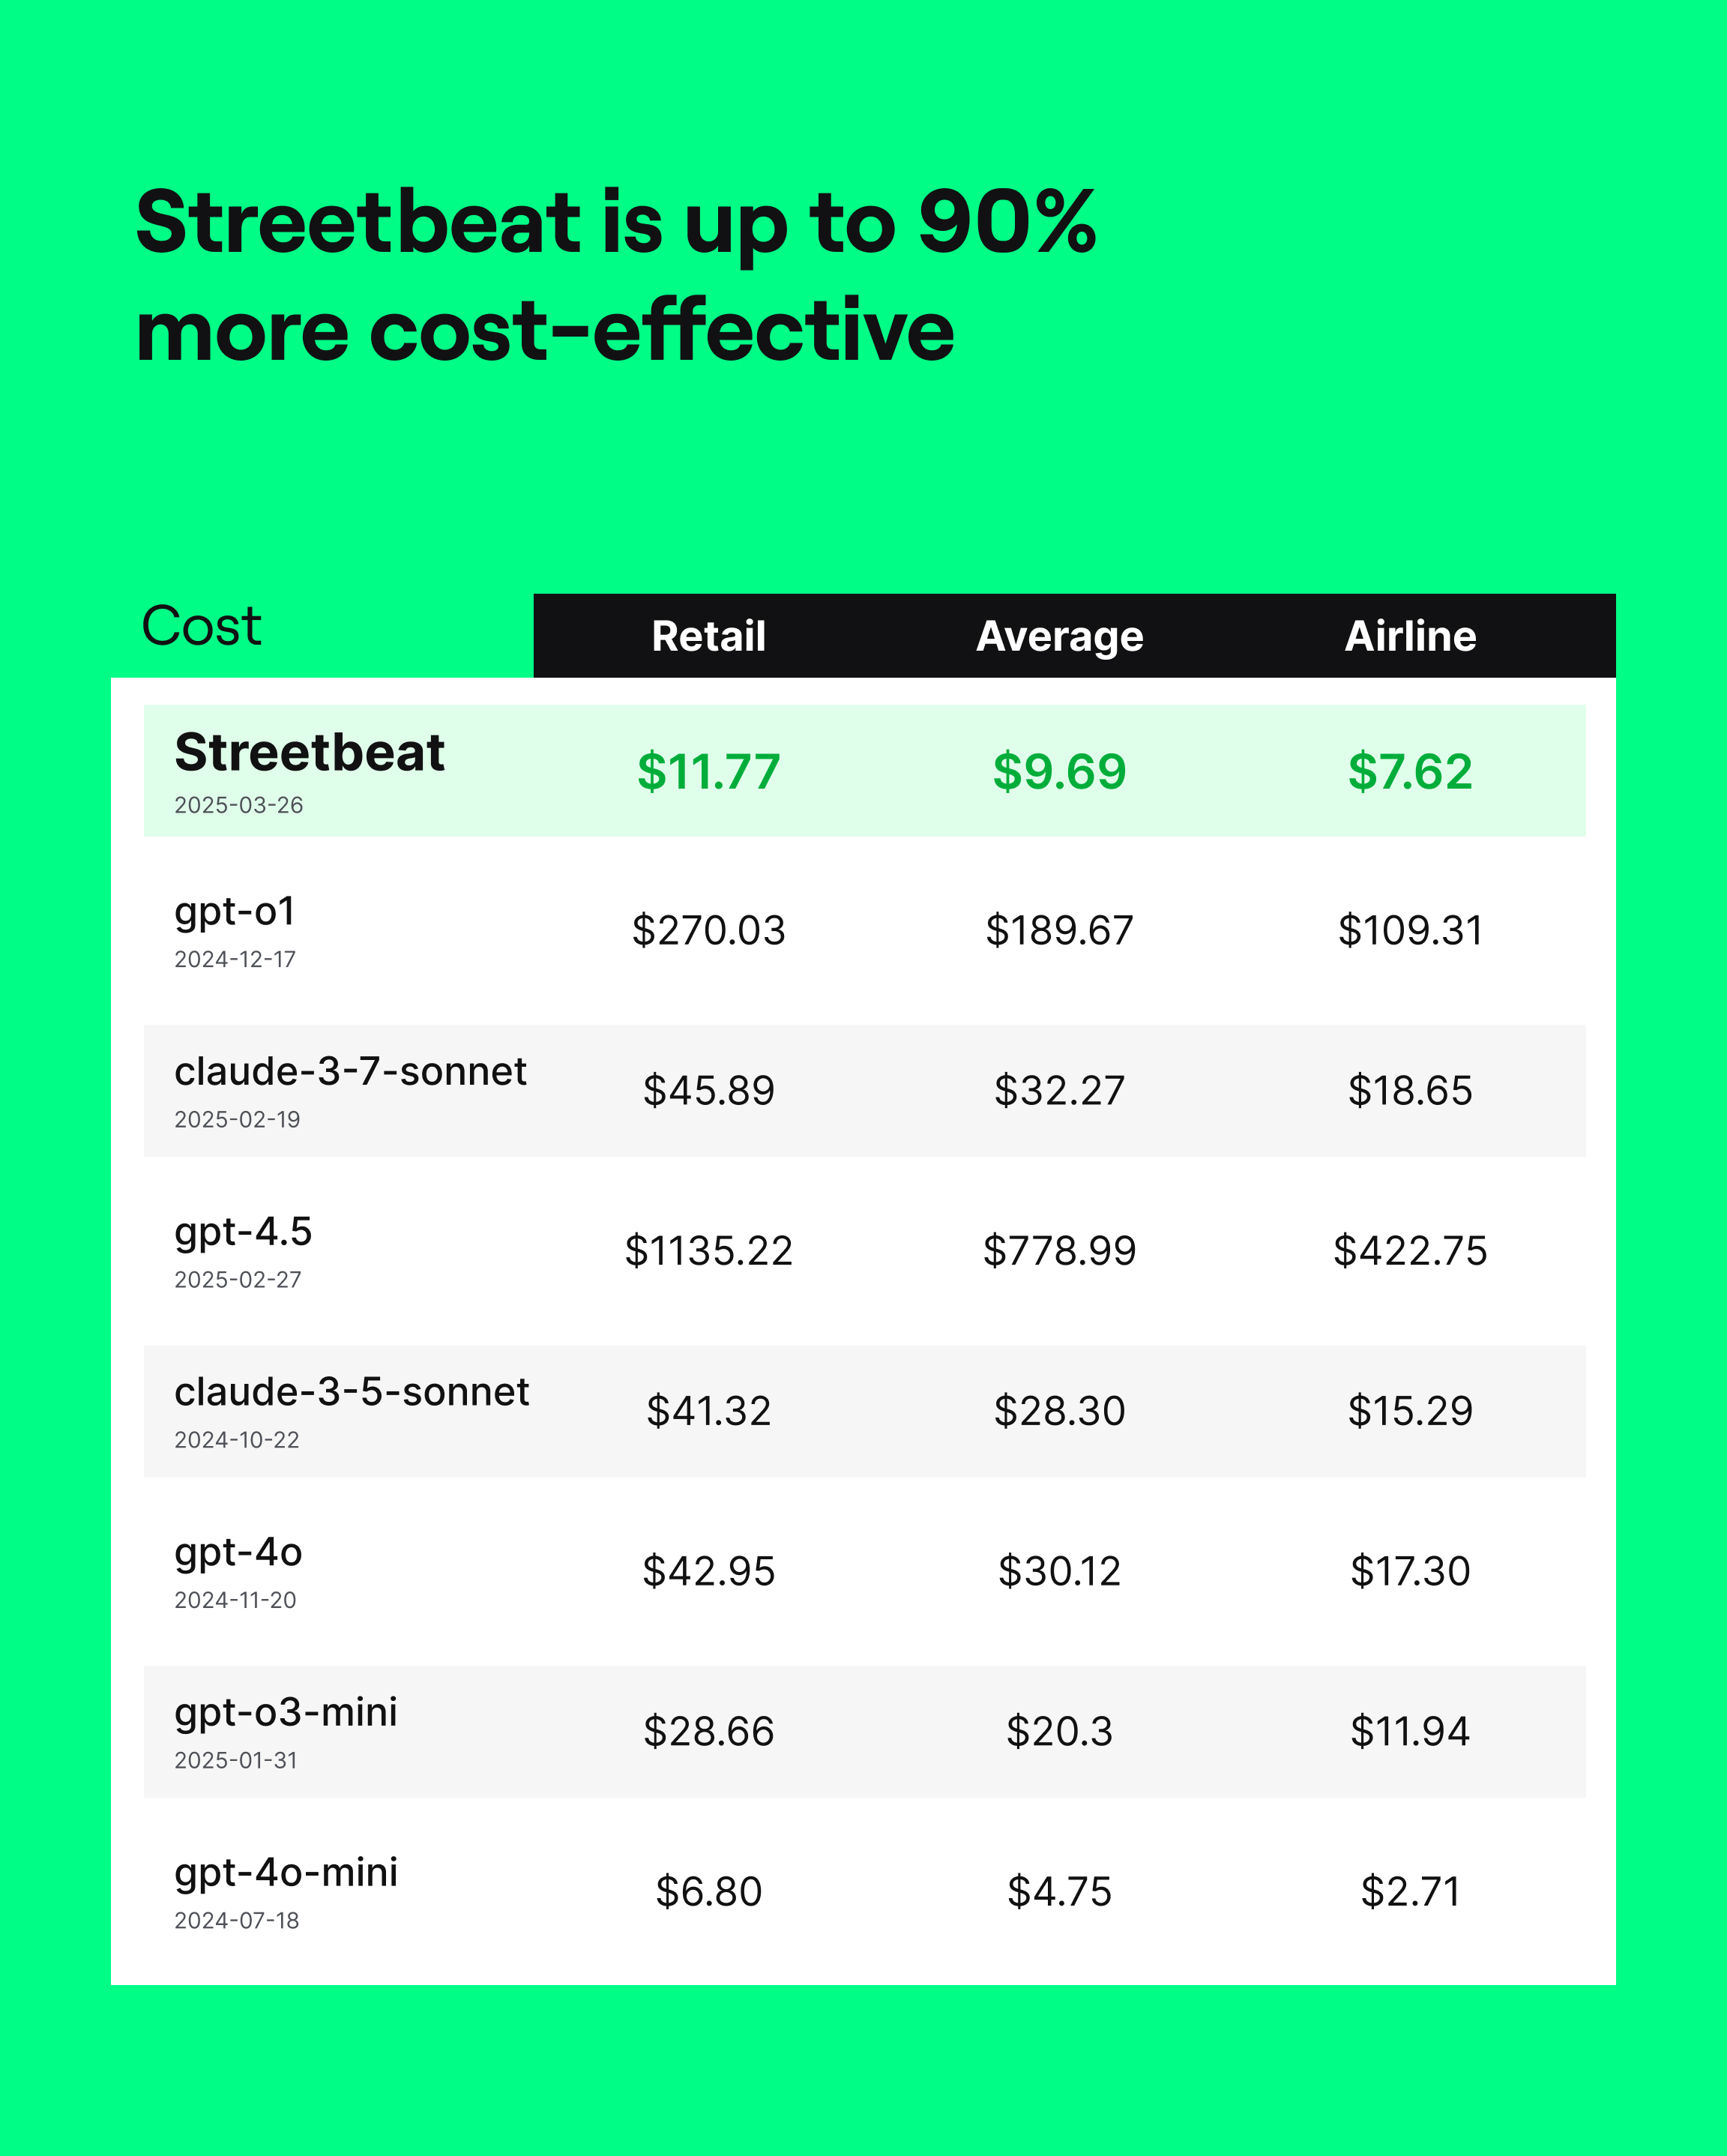 Streetbeat is up to 90%
more cost-effective
Cost Retail Average Airline
Streetbeat
2025-03-26
$11.77 $9.69 $7.62
gpt-o1
2024-12-17
$270.03 $189.67 $109.31
claude-3-7-sonnet
2025-02-19
$45.89 $32.27 $18.65
gpt-4.5
2025-02-27
$1135.22 $778.99 $422.75
claude-3-5-sonnet
2024-10-22
$41.32 $28.30 $15.29
gpt-4o
2024-11-20
$42.95 $30.12 $17.30
gpt-o3-mini
2025-01-31
$28.66 $20.3 $11.94
gpt-4o-mini
2024-07-18
$6.80 $4.75 $2.71